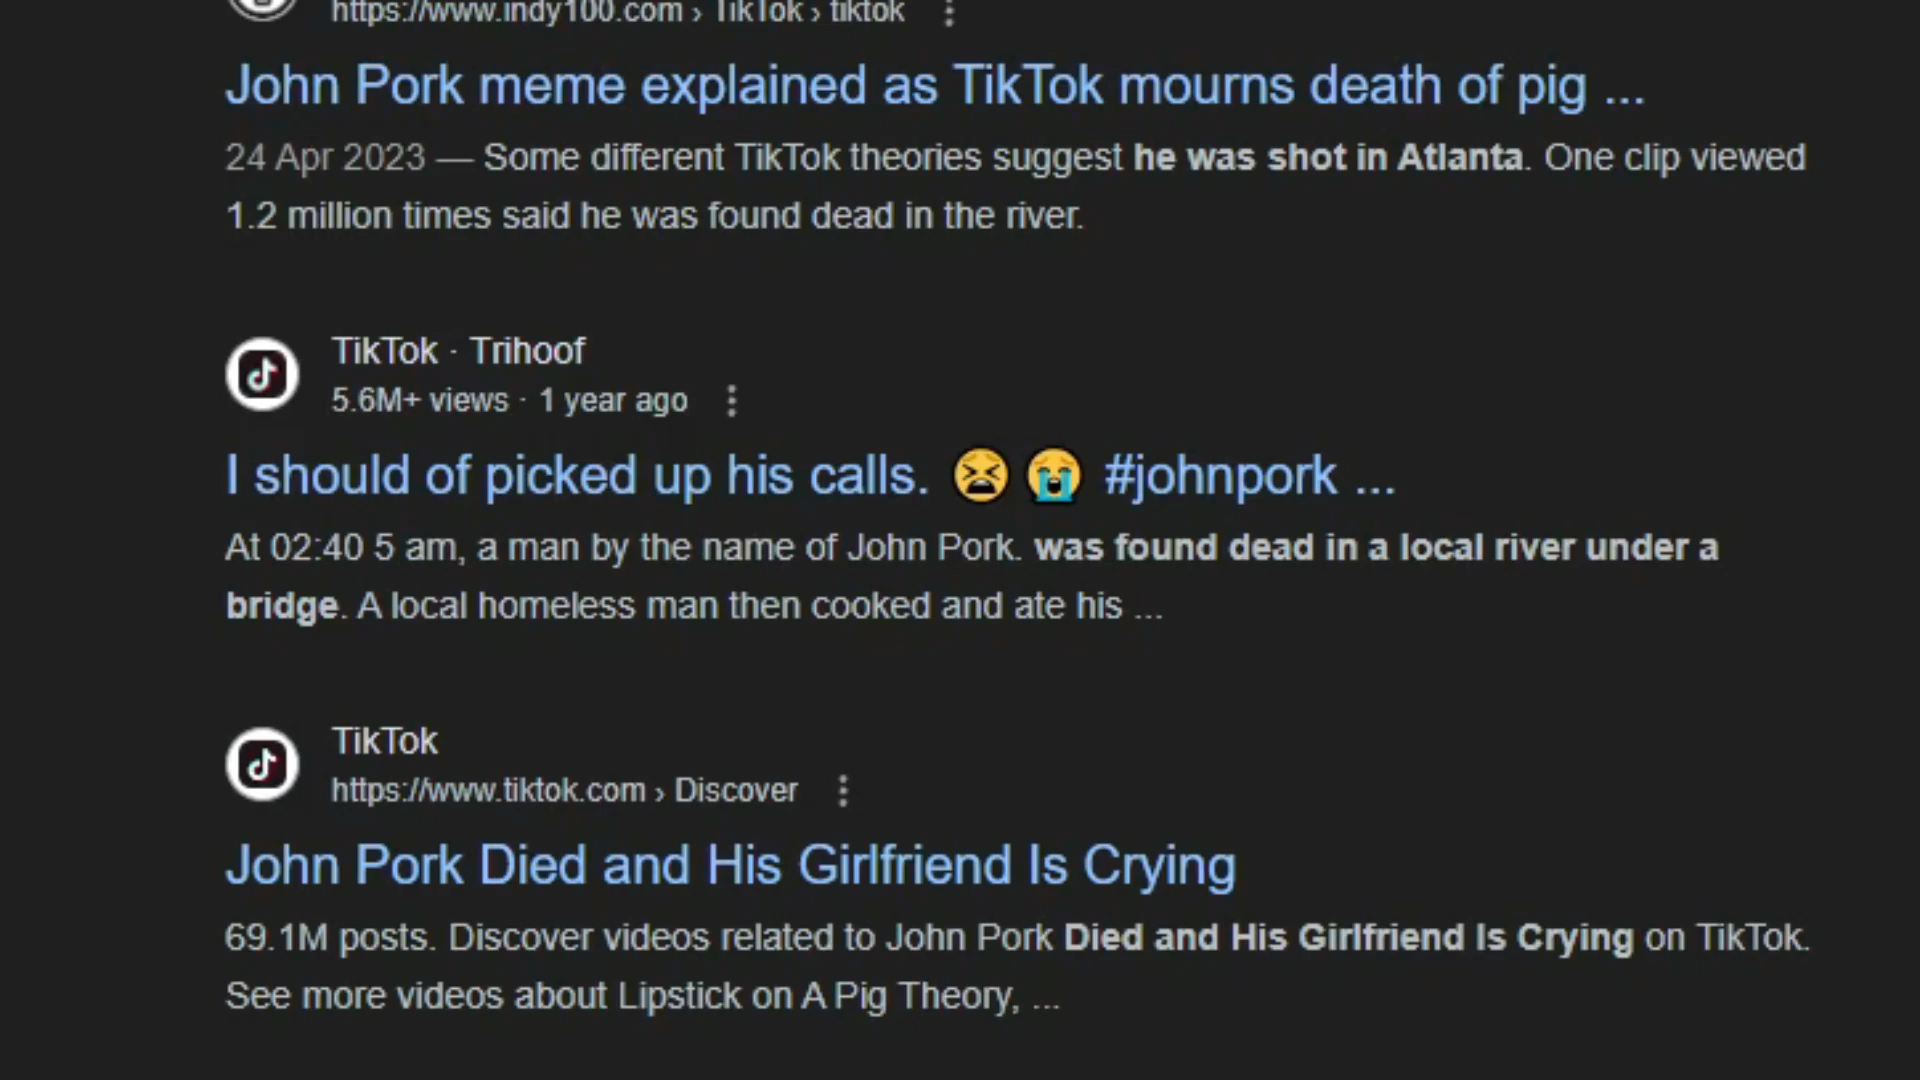 https://www.indy100.com › TikTok › tiktok
John Pork meme explained as TikTok mourns death of pig ...
24 Apr 2023 — Some different TikTok theories suggest he was shot in Atlanta. One clip viewed
1.2 million times said he was found dead in the river.
TikTok · Trihoof
5.6M+ views · 1 year ago
I should of picked up his calls. 😫😭 #johnpork ...
At 02:40 5 am, a man by the name of John Pork. was found dead in a local river under a
bridge. A local homeless man then cooked and ate his ...
TikTok
https://www.tiktok.com › Discover
John Pork Died and His Girlfriend Is Crying
69.1M posts. Discover videos related to John Pork Died and His Girlfriend Is Crying on TikTok.
See more videos about Lipstick on A Pig Theory, ...